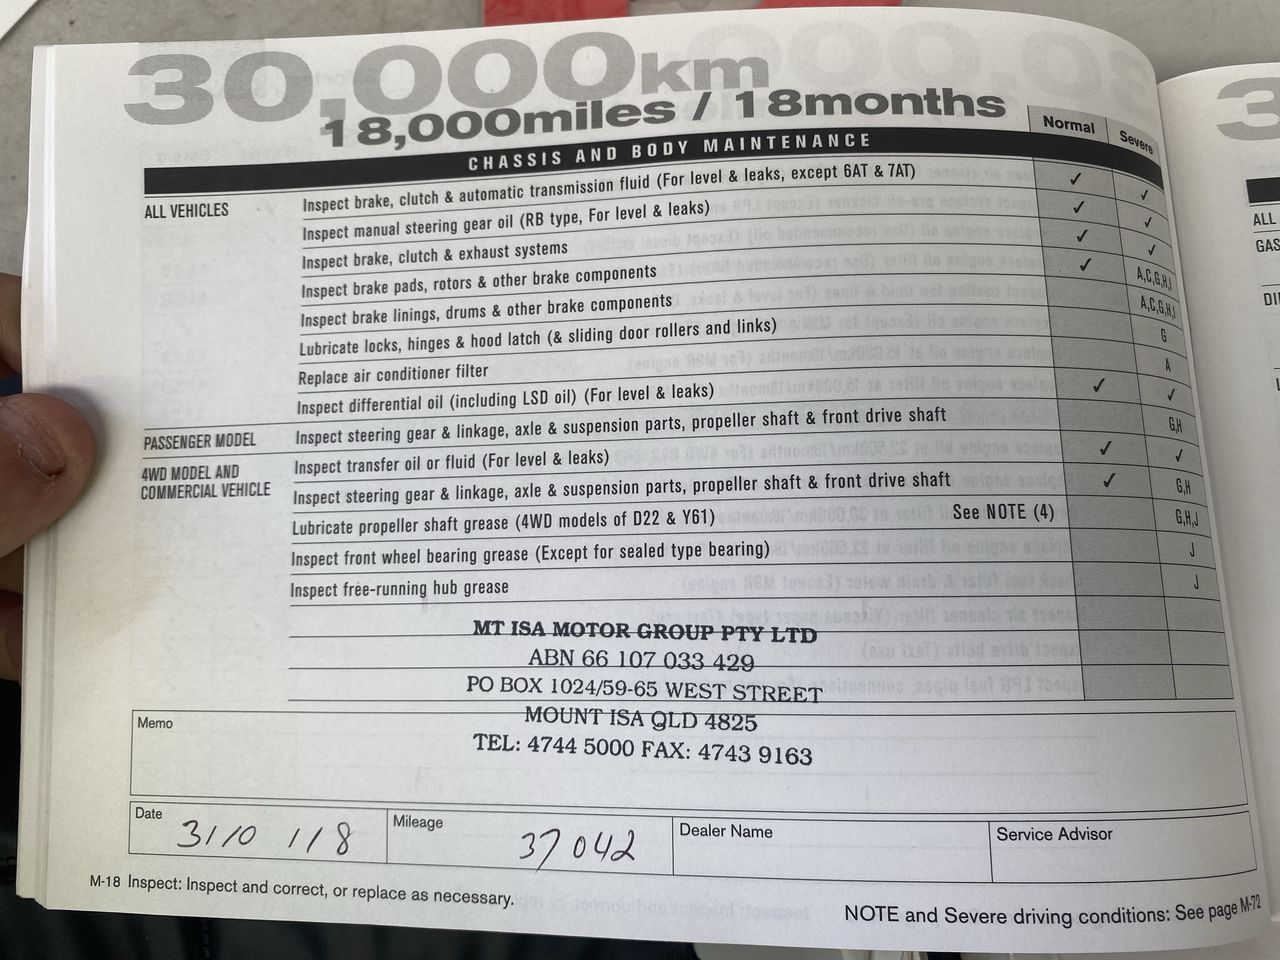 30,000km
18,000miles / 18months
Normal Severe
CHASSIS AND BODY MAINTENANCE
ALL VEHICLES Inspect brake, clutch & automatic transmission fluid (For level & leaks, except 6AT & 7AT) ✓ ✓
Inspect manual steering gear oil (RB type, For level & leaks) ✓ ✓
Inspect brake, clutch & exhaust systems ✓ ✓
Inspect brake pads, rotors & other brake components ✓ A,C,G,H,I
Inspect brake linings, drums & other brake components A,C,G,H,I
Lubricate locks, hinges & hood latch (& sliding door rollers and links) G
Replace air conditioner filter A
Inspect differential oil (including LSD oil) (For level & leaks) ✓ ✓
PASSENGER MODEL Inspect steering gear & linkage, axle & suspension parts, propeller shaft & front drive shaft G,H
4WD MODEL AND COMMERCIAL VEHICLE Inspect transfer oil or fluid (For level & leaks) ✓ ✓
Inspect steering gear & linkage, axle & suspension parts, propeller shaft & front drive shaft ✓ G,H
Lubricate propeller shaft grease (4WD models of D22 & Y61) See NOTE (4) G,H,J
Inspect front wheel bearing grease (Except for sealed type bearing) J
Inspect free-running hub grease J
MT ISA MOTOR GROUP PTY LTD
ABN 66 107 033 429
PO BOX 1024/59-65 WEST STREET
MOUNT ISA QLD 4825
TEL: 4744 5000 FAX: 4743 9163
Memo
Date 31/10/18 Mileage 37042 Dealer Name Service Advisor
M-18 Inspect: Inspect and correct, or replace as necessary.
NOTE and Severe driving conditions: See page M-72
3
ALL
GAS